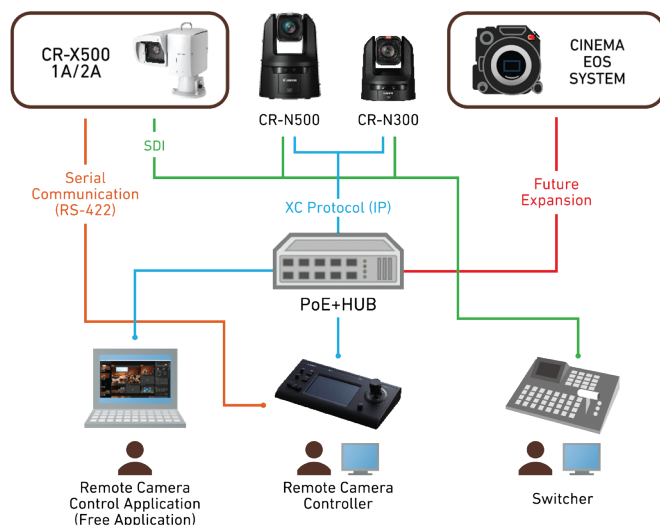 CR-X500
1A/2A
CR-N500
CR-N300
CINEMA
EOS
SYSTEM
SDI
Serial
Communication
(RS-422)
XC Protocol (IP)
Future
Expansion
PoE+HUB
Remote Camera
Control Application
(Free Application)
Remote Camera
Controller
Switcher